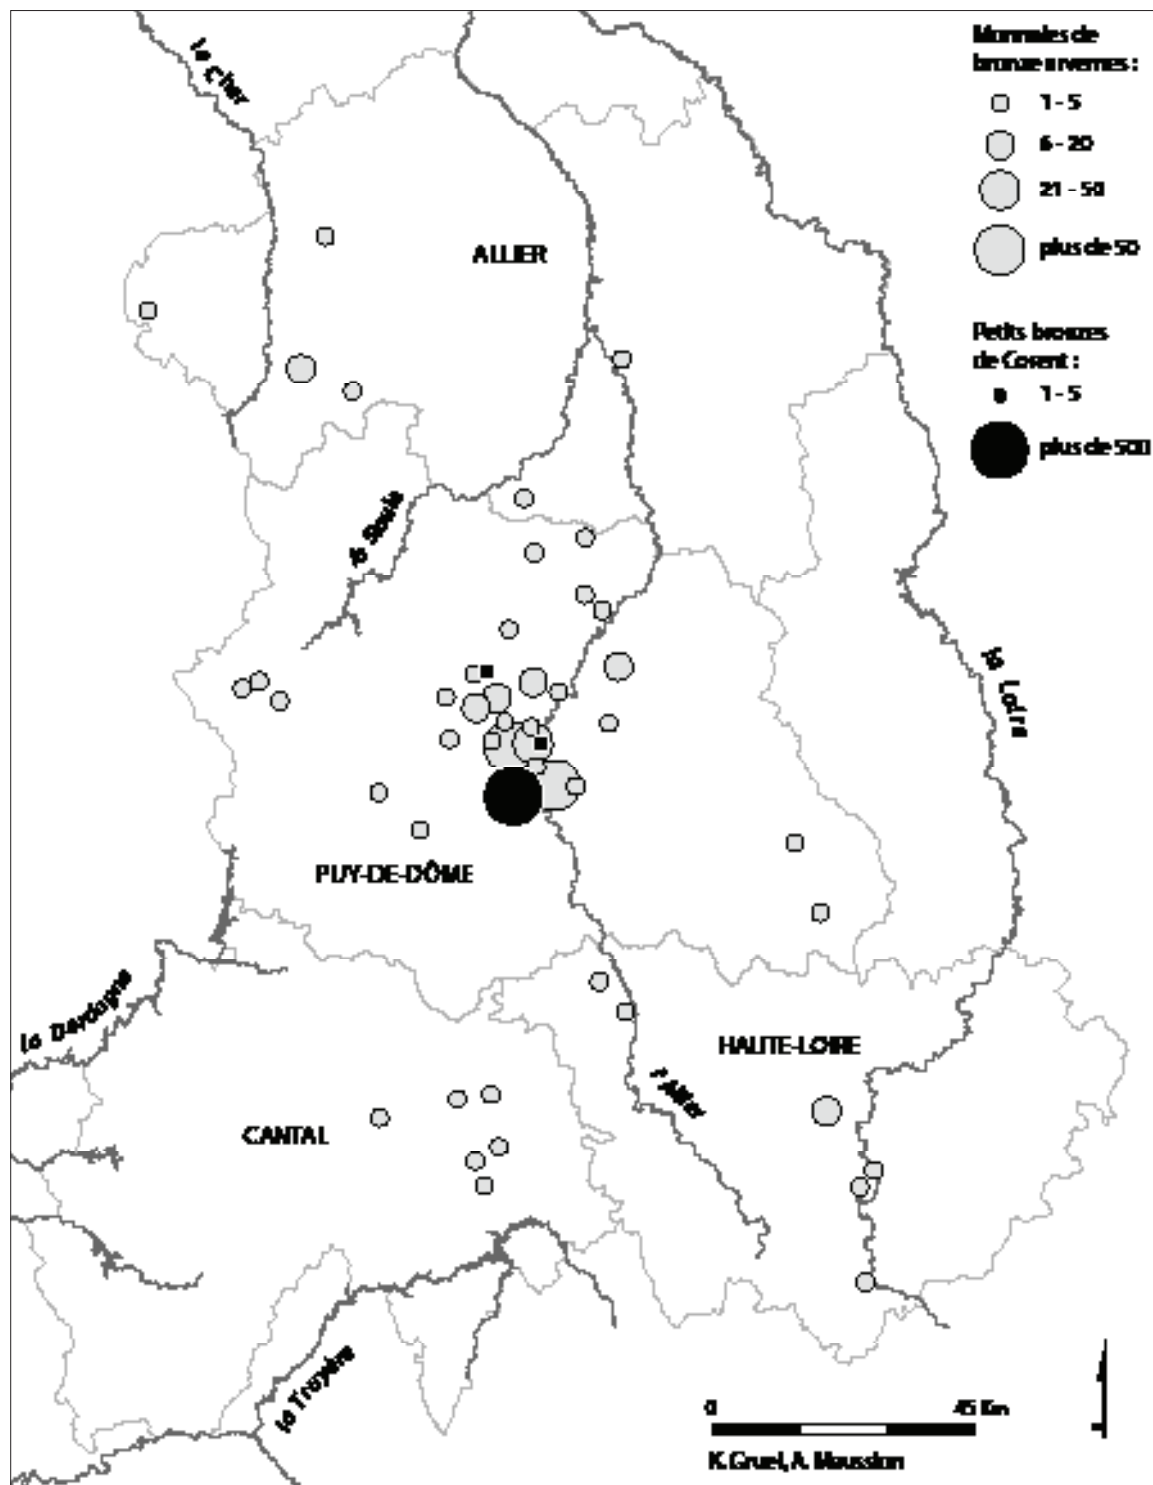 Monnaies de
bronze arvernes :
1 - 5
6 - 20
21 - 50
plus de 50
Petits bronzes
de Corent :
1 - 5
plus de 500
le Cher
ALLIER
la Sioule
la Loire
PUY-DE-DÔME
la Dordogne
HAUTE-LOIRE
l'Allier
CANTAL
la Truyère
0 45 Km
K. Gruel, A. Maussion